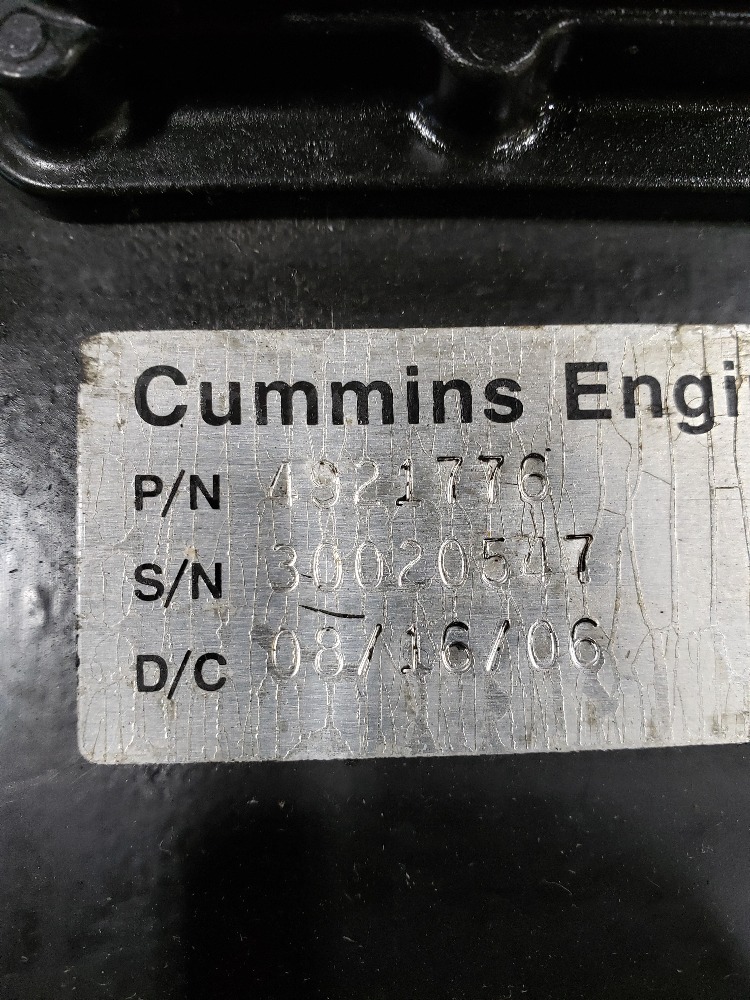 Cummins Engi
P/N 4921776
S/N 30020547
D/C 08/16/06